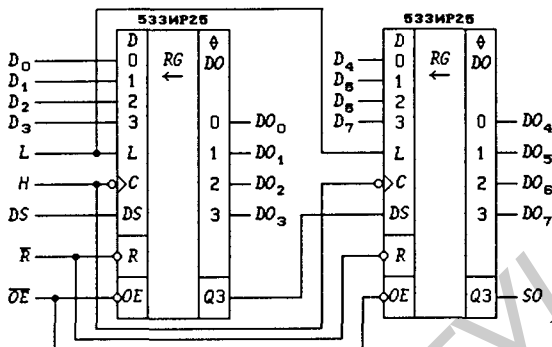 533ИР25 533ИР25
D D
D0 0 RG DO D4 0 RG DO
D1 1 ← D5 1 ←
D2 2 D6 2
D3 3 0 DO0 D7 3 0 DO4
L L 1 DO1 L 1 DO5
H C 2 DO2 C 2 DO6
DS DS 3 DO3 DS 3 DO7
R̅ R R
O̅E̅ OE Q3 OE Q3 SO